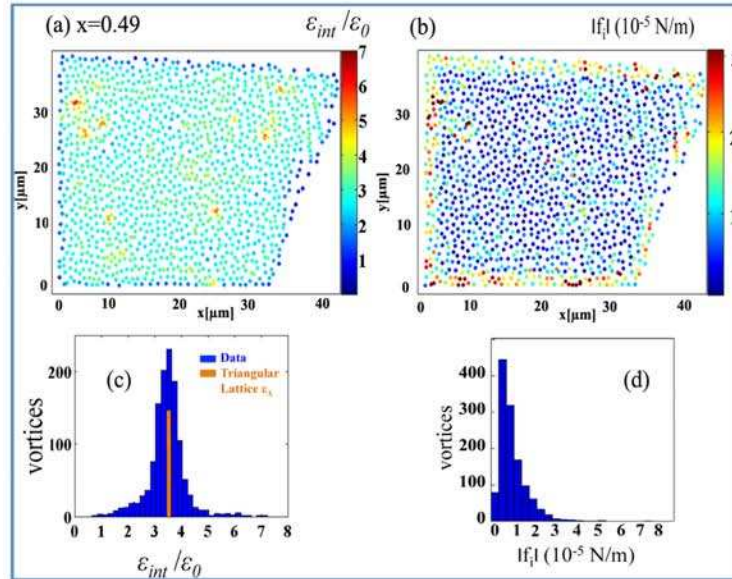 (a) x=0.49 ε_int /ε_0
7
6
5
4
3
2
1
y[µm]
30
20
10
0
0 10 20 30 40
x[µm]
(b) |f_i| (10^-5 N/m)
2
1
y[µm]
30
20
10
0
0 10 20 30 40
x[µm]
(c)
Data
Triangular
Lattice ε_x
vortices
200
100
0
0 1 2 3 4 5 6 7 8
ε_int /ε_0
(d)
vortices
400
300
200
100
0
0 1 2 3 4 5 6 7 8
|f_i| (10^-5 N/m)